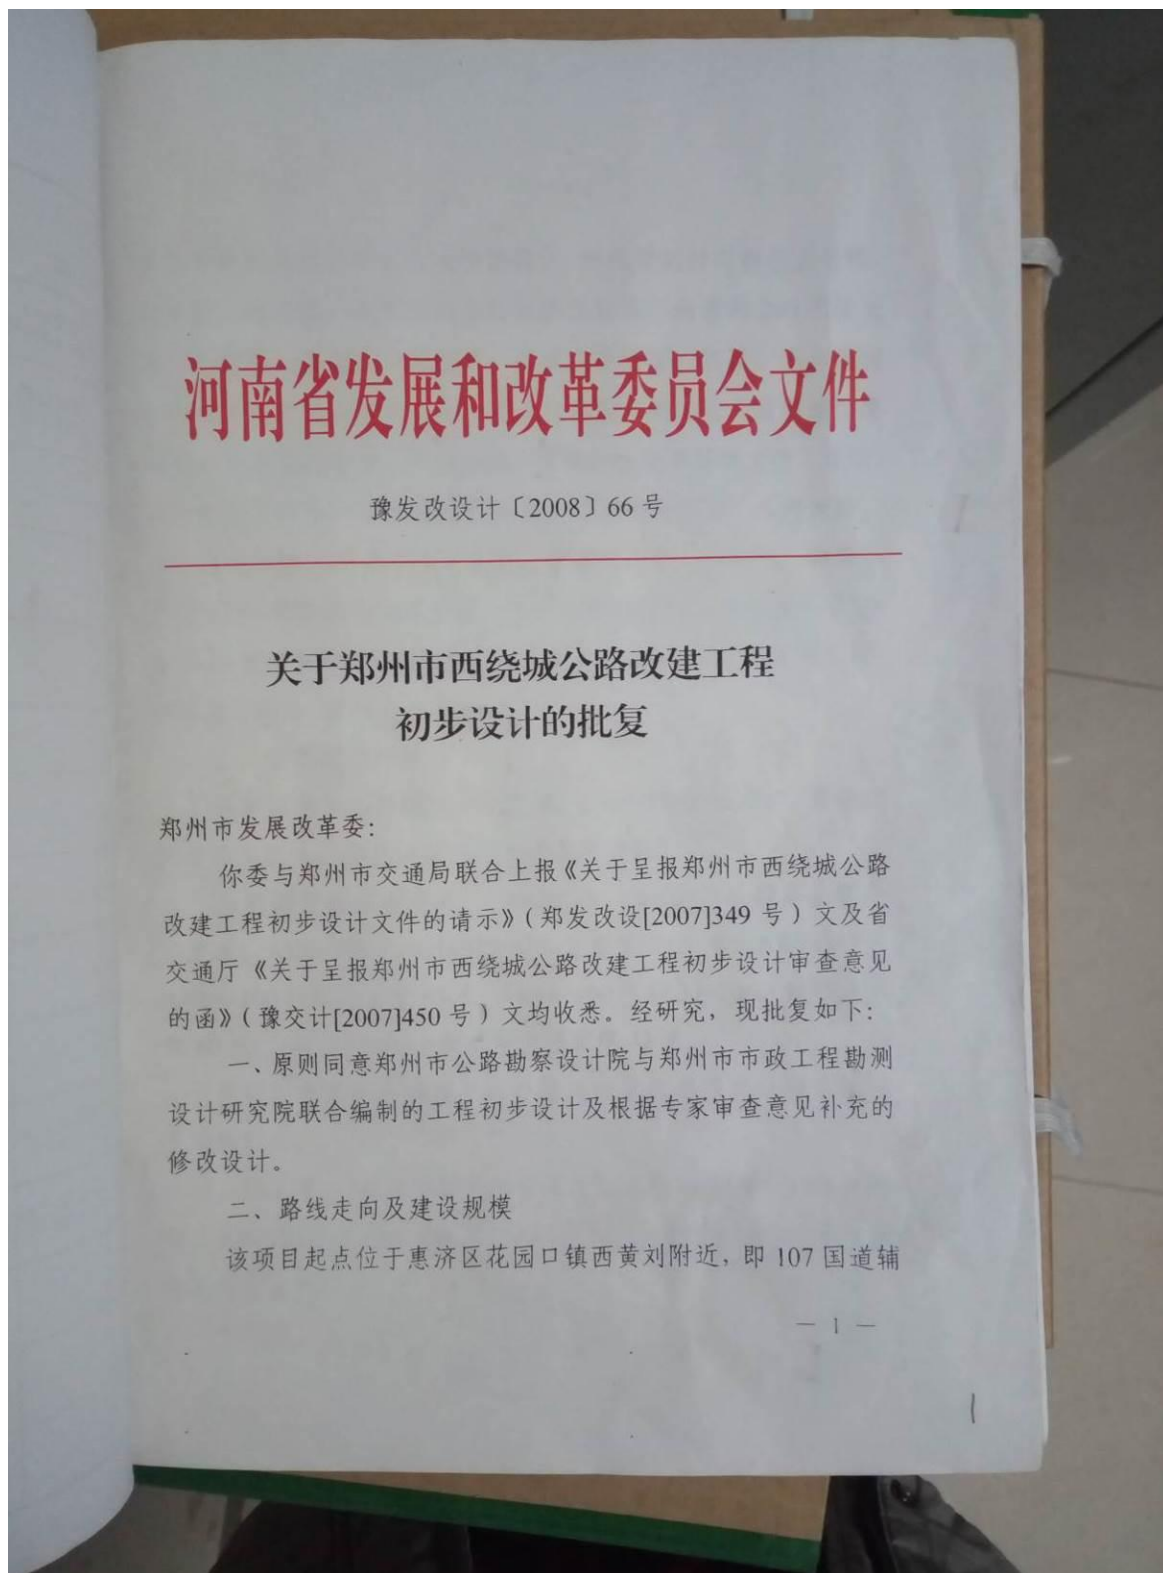 河南省发展和改革委员会文件
豫发改设计〔2008〕66号
关于郑州市西绕城公路改建工程
初步设计的批复
郑州市发展改革委：
你委与郑州市交通局联合上报《关于呈报郑州市西绕城公路
改建工程初步设计文件的请示》（郑发改设[2007]349 号）文及省
交通厅《关于呈报郑州市西绕城公路改建工程初步设计审查意见
的函》（豫交计[2007]450 号）文均收悉。经研究，现批复如下：
一、原则同意郑州市公路勘察设计院与郑州市市政工程勘测
设计研究院联合编制的工程初步设计及根据专家审查意见补充的
修改设计。
二、路线走向及建设规模
该项目起点位于惠济区花园口镇西黄刘附近，即 107 国道辅
— 1 —
1